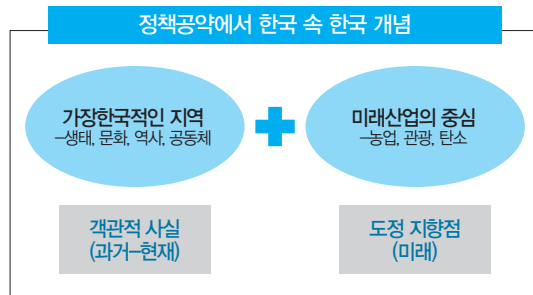 정책공약에서 한국 속 한국 개념
가장한국적인 지역
–생태, 문화, 역사, 공동체
미래산업의 중심
–농업, 관광, 탄소
객관적 사실
(과거–현재)
도정 지향점
(미래)